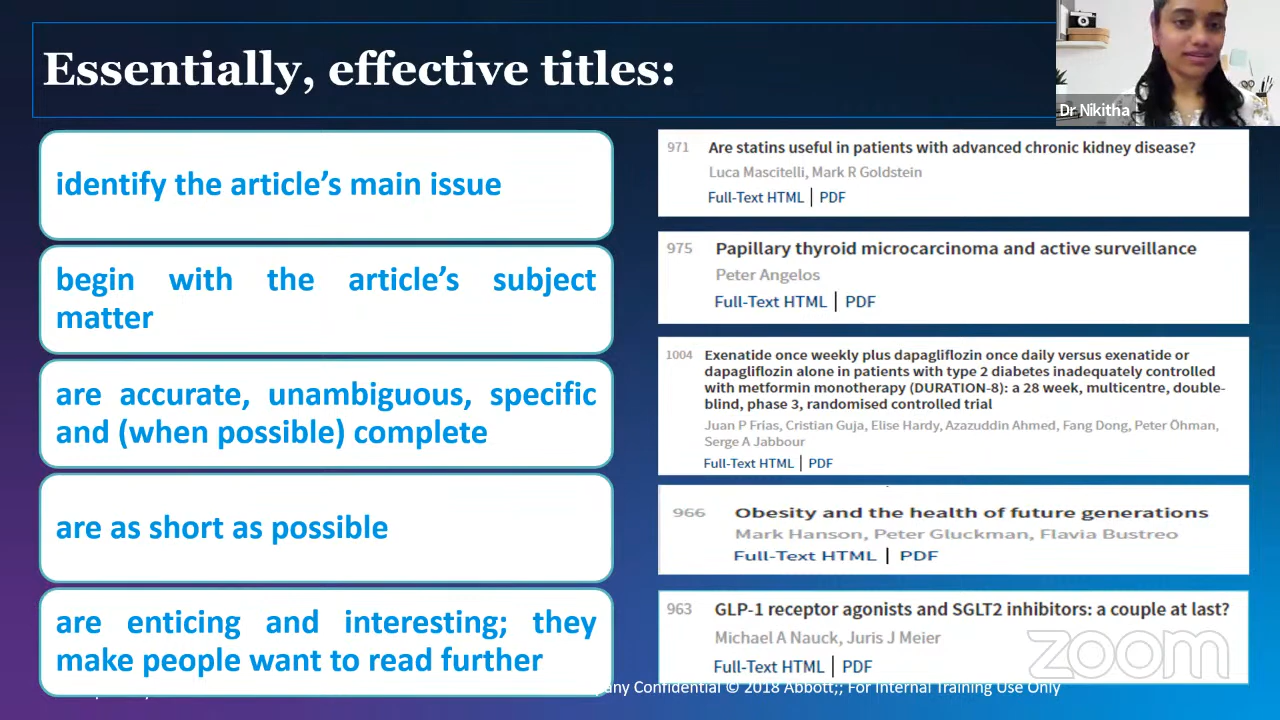 Essentially, effective titles:
Dr Nikitha
identify the article's main issue
begin with the article's subject
matter
are accurate, unambiguous, specific
and (when possible) complete
are as short as possible
are enticing and interesting; they
make people want to read further
971 Are statins useful in patients with advanced chronic kidney disease?
Luca Mascitelli, Mark R Goldstein
Full-Text HTML | PDF
975 Papillary thyroid microcarcinoma and active surveillance
Peter Angelos
Full-Text HTML | PDF
1004 Exenatide once weekly plus dapagliflozin once daily versus exenatide or
dapagliflozin alone in patients with type 2 diabetes inadequately controlled
with metformin monotherapy (DURATION-8): a 28 week, multicentre, double-
blind, phase 3, randomised controlled trial
Juan P Frias, Cristian Guja, Elise Hardy, Azazuddin Ahmed, Fang Dong, Peter Öhman,
Serge A Jabbour
Full-Text HTML | PDF
966 Obesity and the health of future generations
Mark Hanson, Peter Gluckman, Flavia Bustreo
Full-Text HTML | PDF
963 GLP-1 receptor agonists and SGLT2 inhibitors: a couple at last?
Michael A Nauck, Juris J Meier
Full-Text HTML | PDF
zoom
Confidential © 2018 Abbott;; For Internal Training Use Only